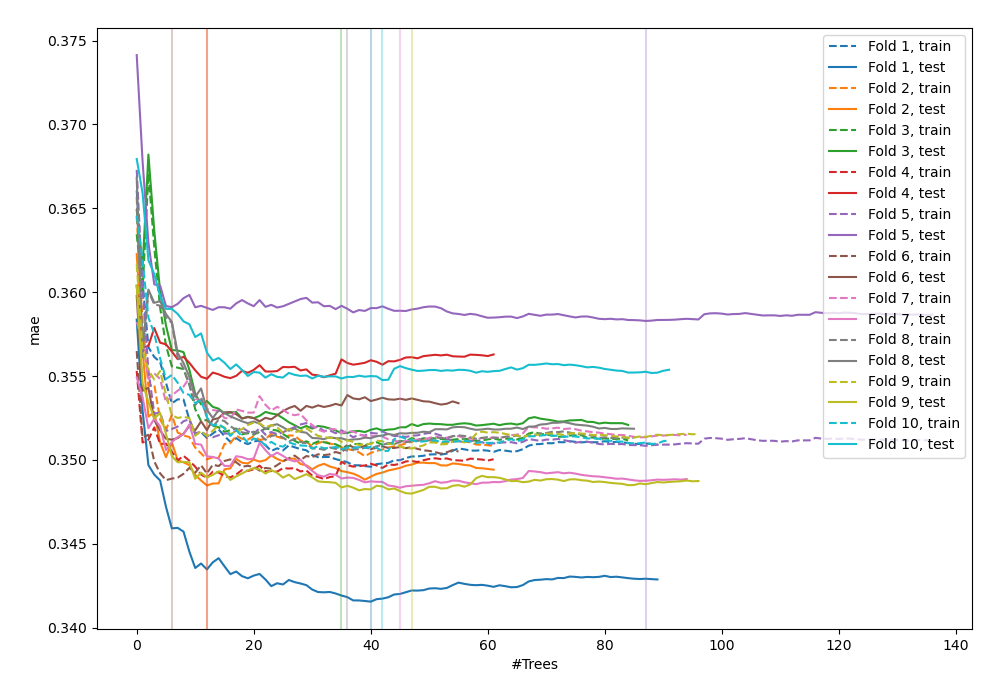 0.375
0.370
0.365
0.360
0.355
0.350
0.345
0.340
mae
0
20
40
60
80
100
120
140
#Trees
Fold 1, train
Fold 1, test
Fold 2, train
Fold 2, test
Fold 3, train
Fold 3, test
Fold 4, train
Fold 4, test
Fold 5, train
Fold 5, test
Fold 6, train
Fold 6, test
Fold 7, train
Fold 7, test
Fold 8, train
Fold 8, test
Fold 9, train
Fold 9, test
Fold 10, train
Fold 10, test